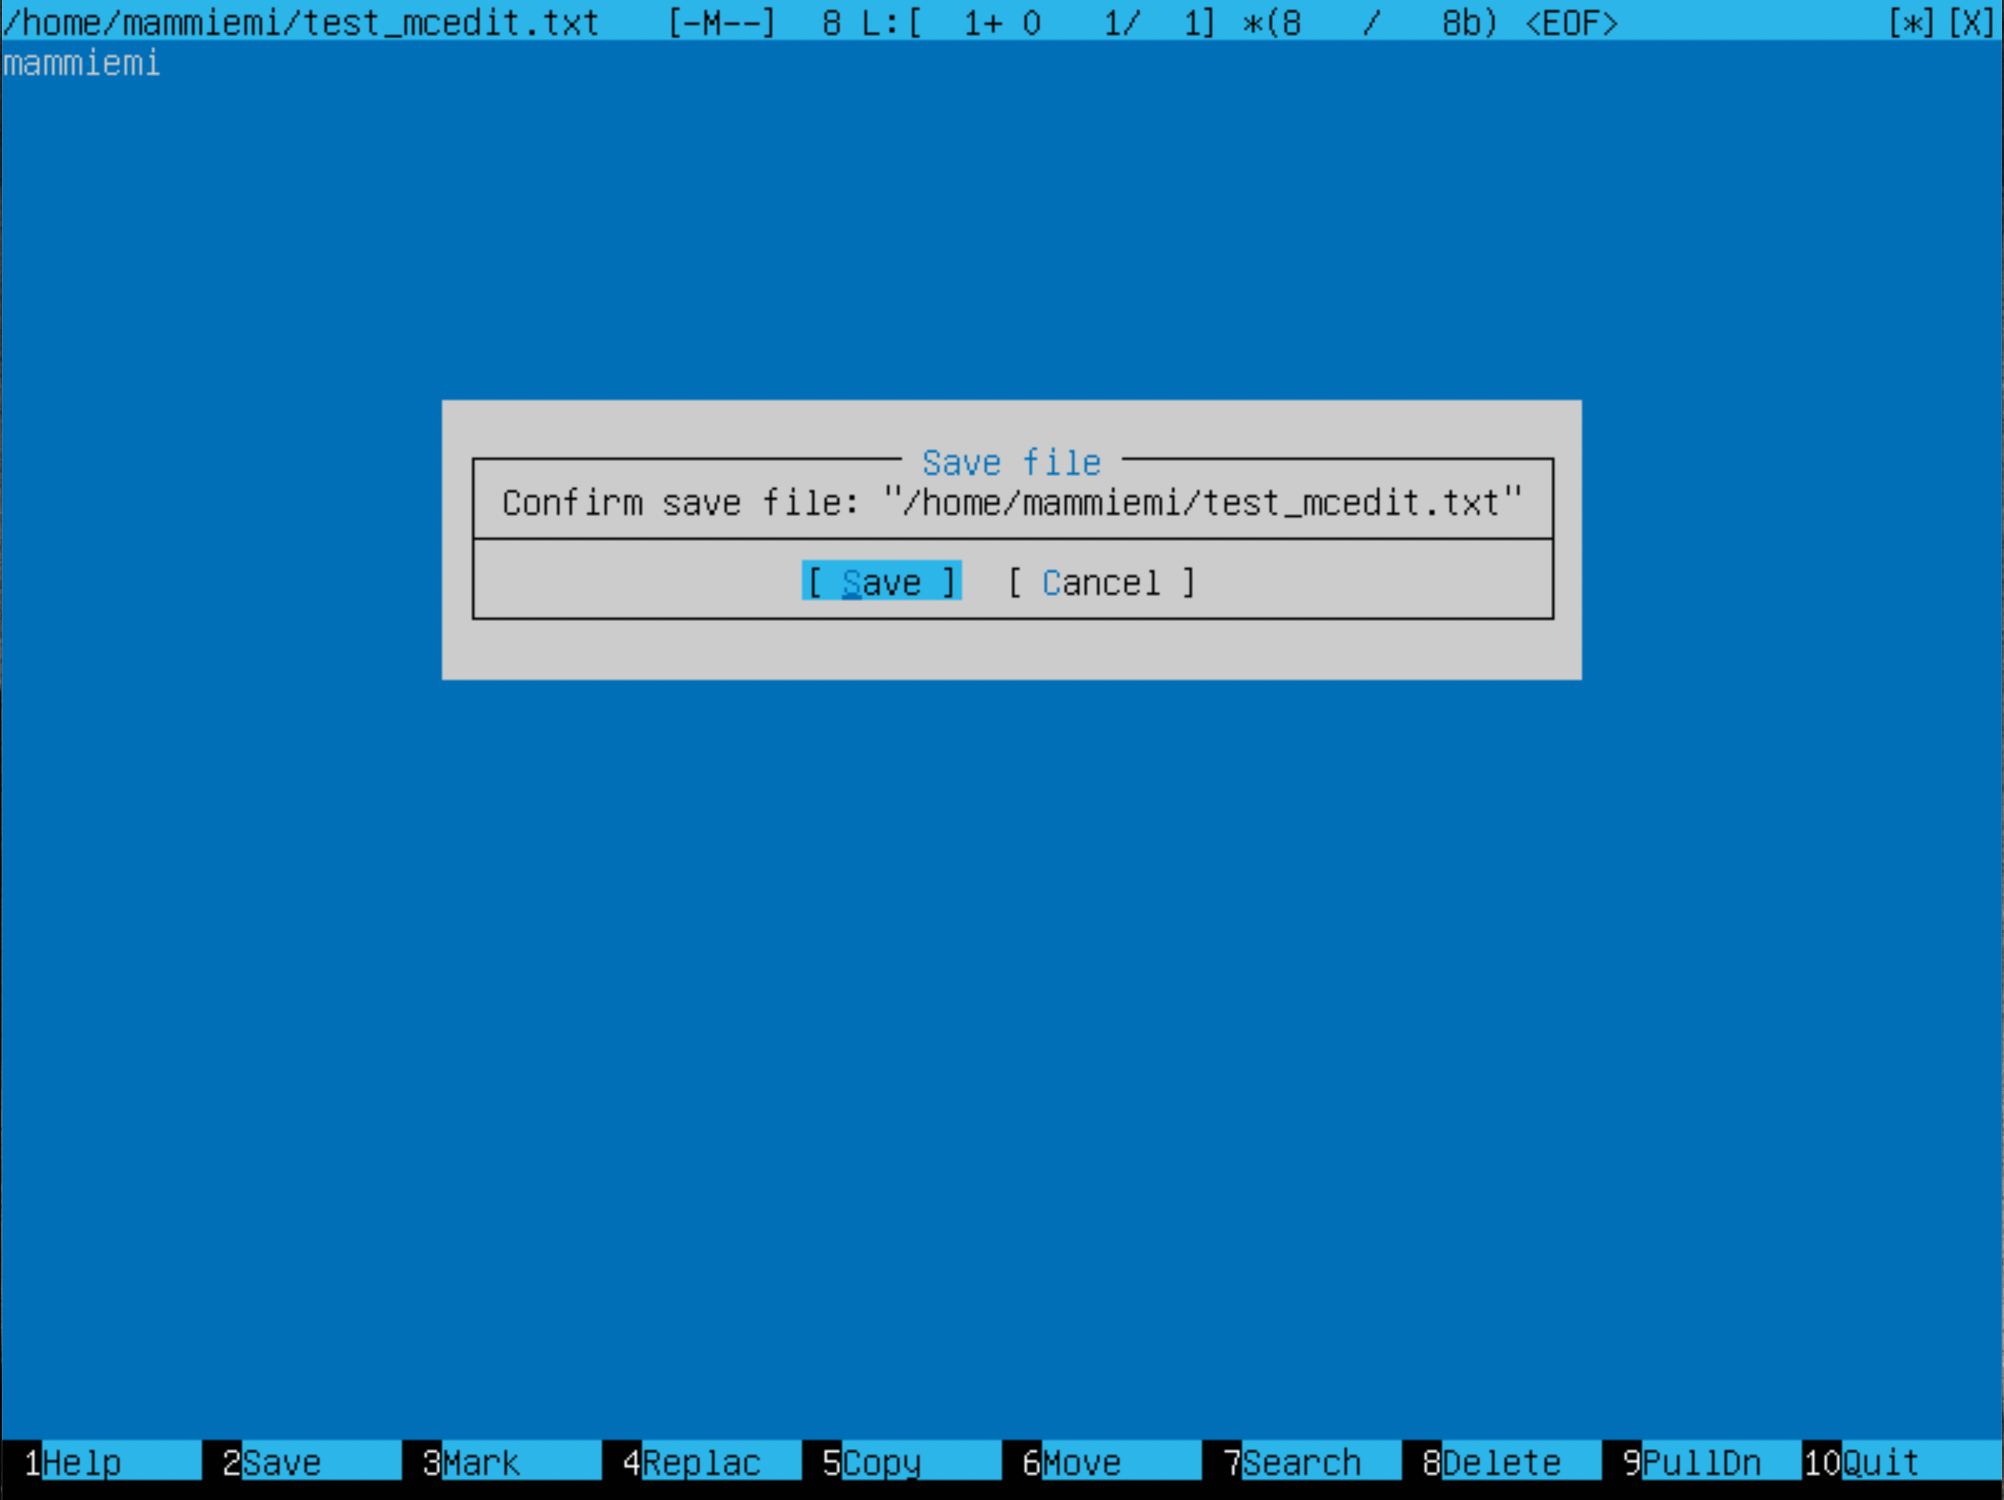 /home/mammiemi/test_mcedit.txt [-M--] 8 L:[ 1+ 0 1/ 1] *(8 / 8b) <EOF> [*][X]
mammiemi
Save file
Confirm save file: "/home/mammiemi/test_mcedit.txt"
[ Save ] [ Cancel ]
1Help 2Save 3Mark 4Replac 5Copy 6Move 7Search 8Delete 9PullDn 10Quit